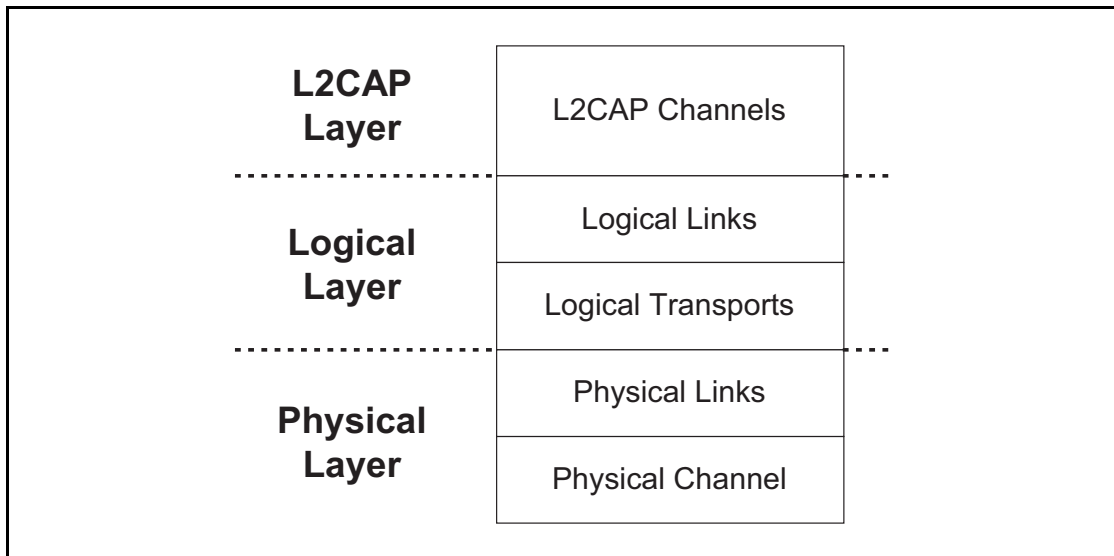 L2CAP
Layer
L2CAP Channels
Logical
Layer
Logical Links
Logical Transports
Physical
Layer
Physical Links
Physical Channel